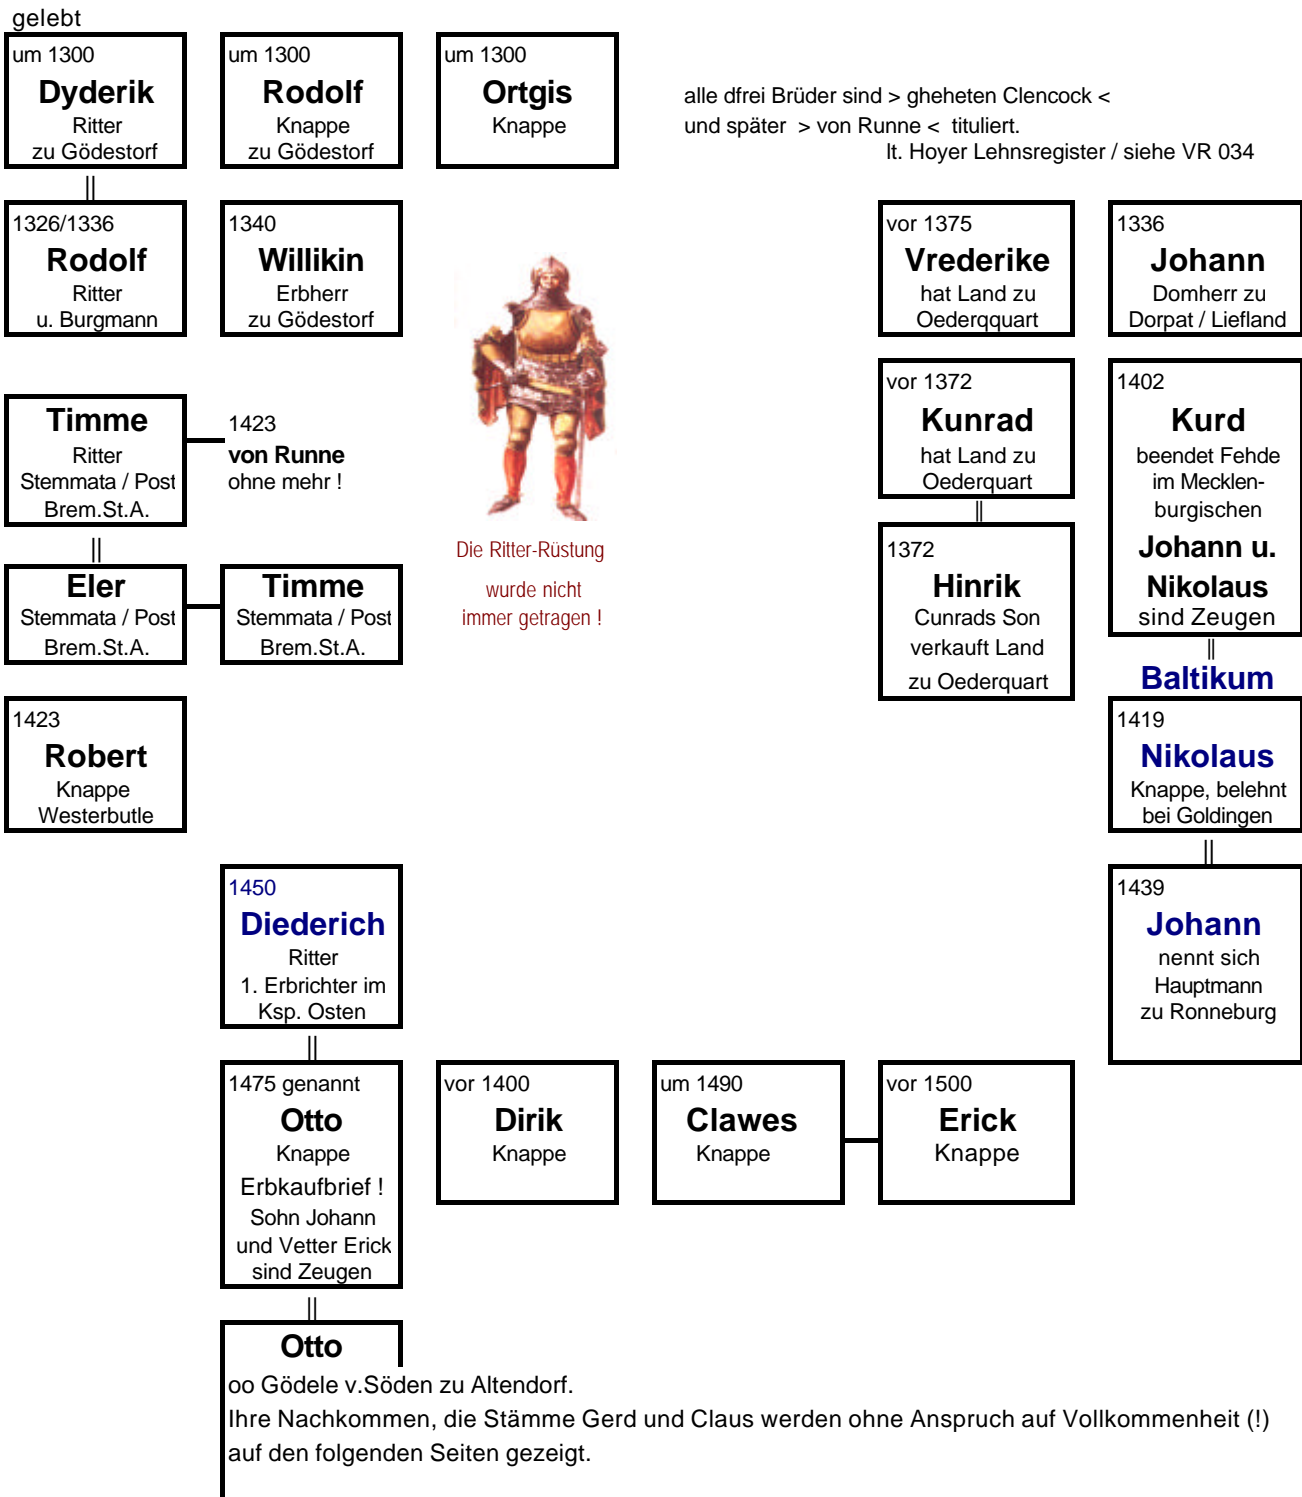 gelebt
um 1300
Dyderik
Ritter
zu Gödestorf
um 1300
Rodolf
Knappe
zu Gödestorf
um 1300
Ortgis
Knappe
alle dfrei Brüder sind > gheheten Clencock <
und später > von Runne < tituliert.
lt. Hoyer Lehnsregister / siehe VR 034
1326/1336
Rodolf
Ritter
u. Burgmann
1340
Willikin
Erbherr
zu Gödestorf
vor 1375
Vrederike
hat Land zu
Oederqquart
1336
Johann
Domherr zu
Dorpat / Liefland
Timme
Ritter
Stemmata / Post
Brem.St.A.
1423
von Runne
ohne mehr !
vor 1372
Kunrad
hat Land zu
Oederquart
1402
Kurd
beendet Fehde
im Mecklen-
burgischen
Johann u.
Nikolaus
sind Zeugen
Die Ritter-Rüstung
wurde nicht
immer getragen !
Eler
Stemmata / Post
Brem.St.A.
Timme
Stemmata / Post
Brem.St.A.
1372
Hinrik
Cunrads Son
verkauft Land
zu Oederquart
Baltikum
1423
Robert
Knappe
Westerbutle
1419
Nikolaus
Knappe, belehnt
bei Goldingen
1450
Diederich
Ritter
1. Erbrichter im
Ksp. Osten
1439
Johann
nennt sich
Hauptmann
zu Ronneburg
1475 genannt
Otto
Knappe
Erbkaufbrief !
Sohn Johann
und Vetter Erick
sind Zeugen
vor 1400
Dirik
Knappe
um 1490
Clawes
Knappe
vor 1500
Erick
Knappe
Otto
oo Gödele v.Söden zu Altendorf.
Ihre Nachkommen, die Stämme Gerd und Claus werden ohne Anspruch auf Vollkommenheit (!)
auf den folgenden Seiten gezeigt.